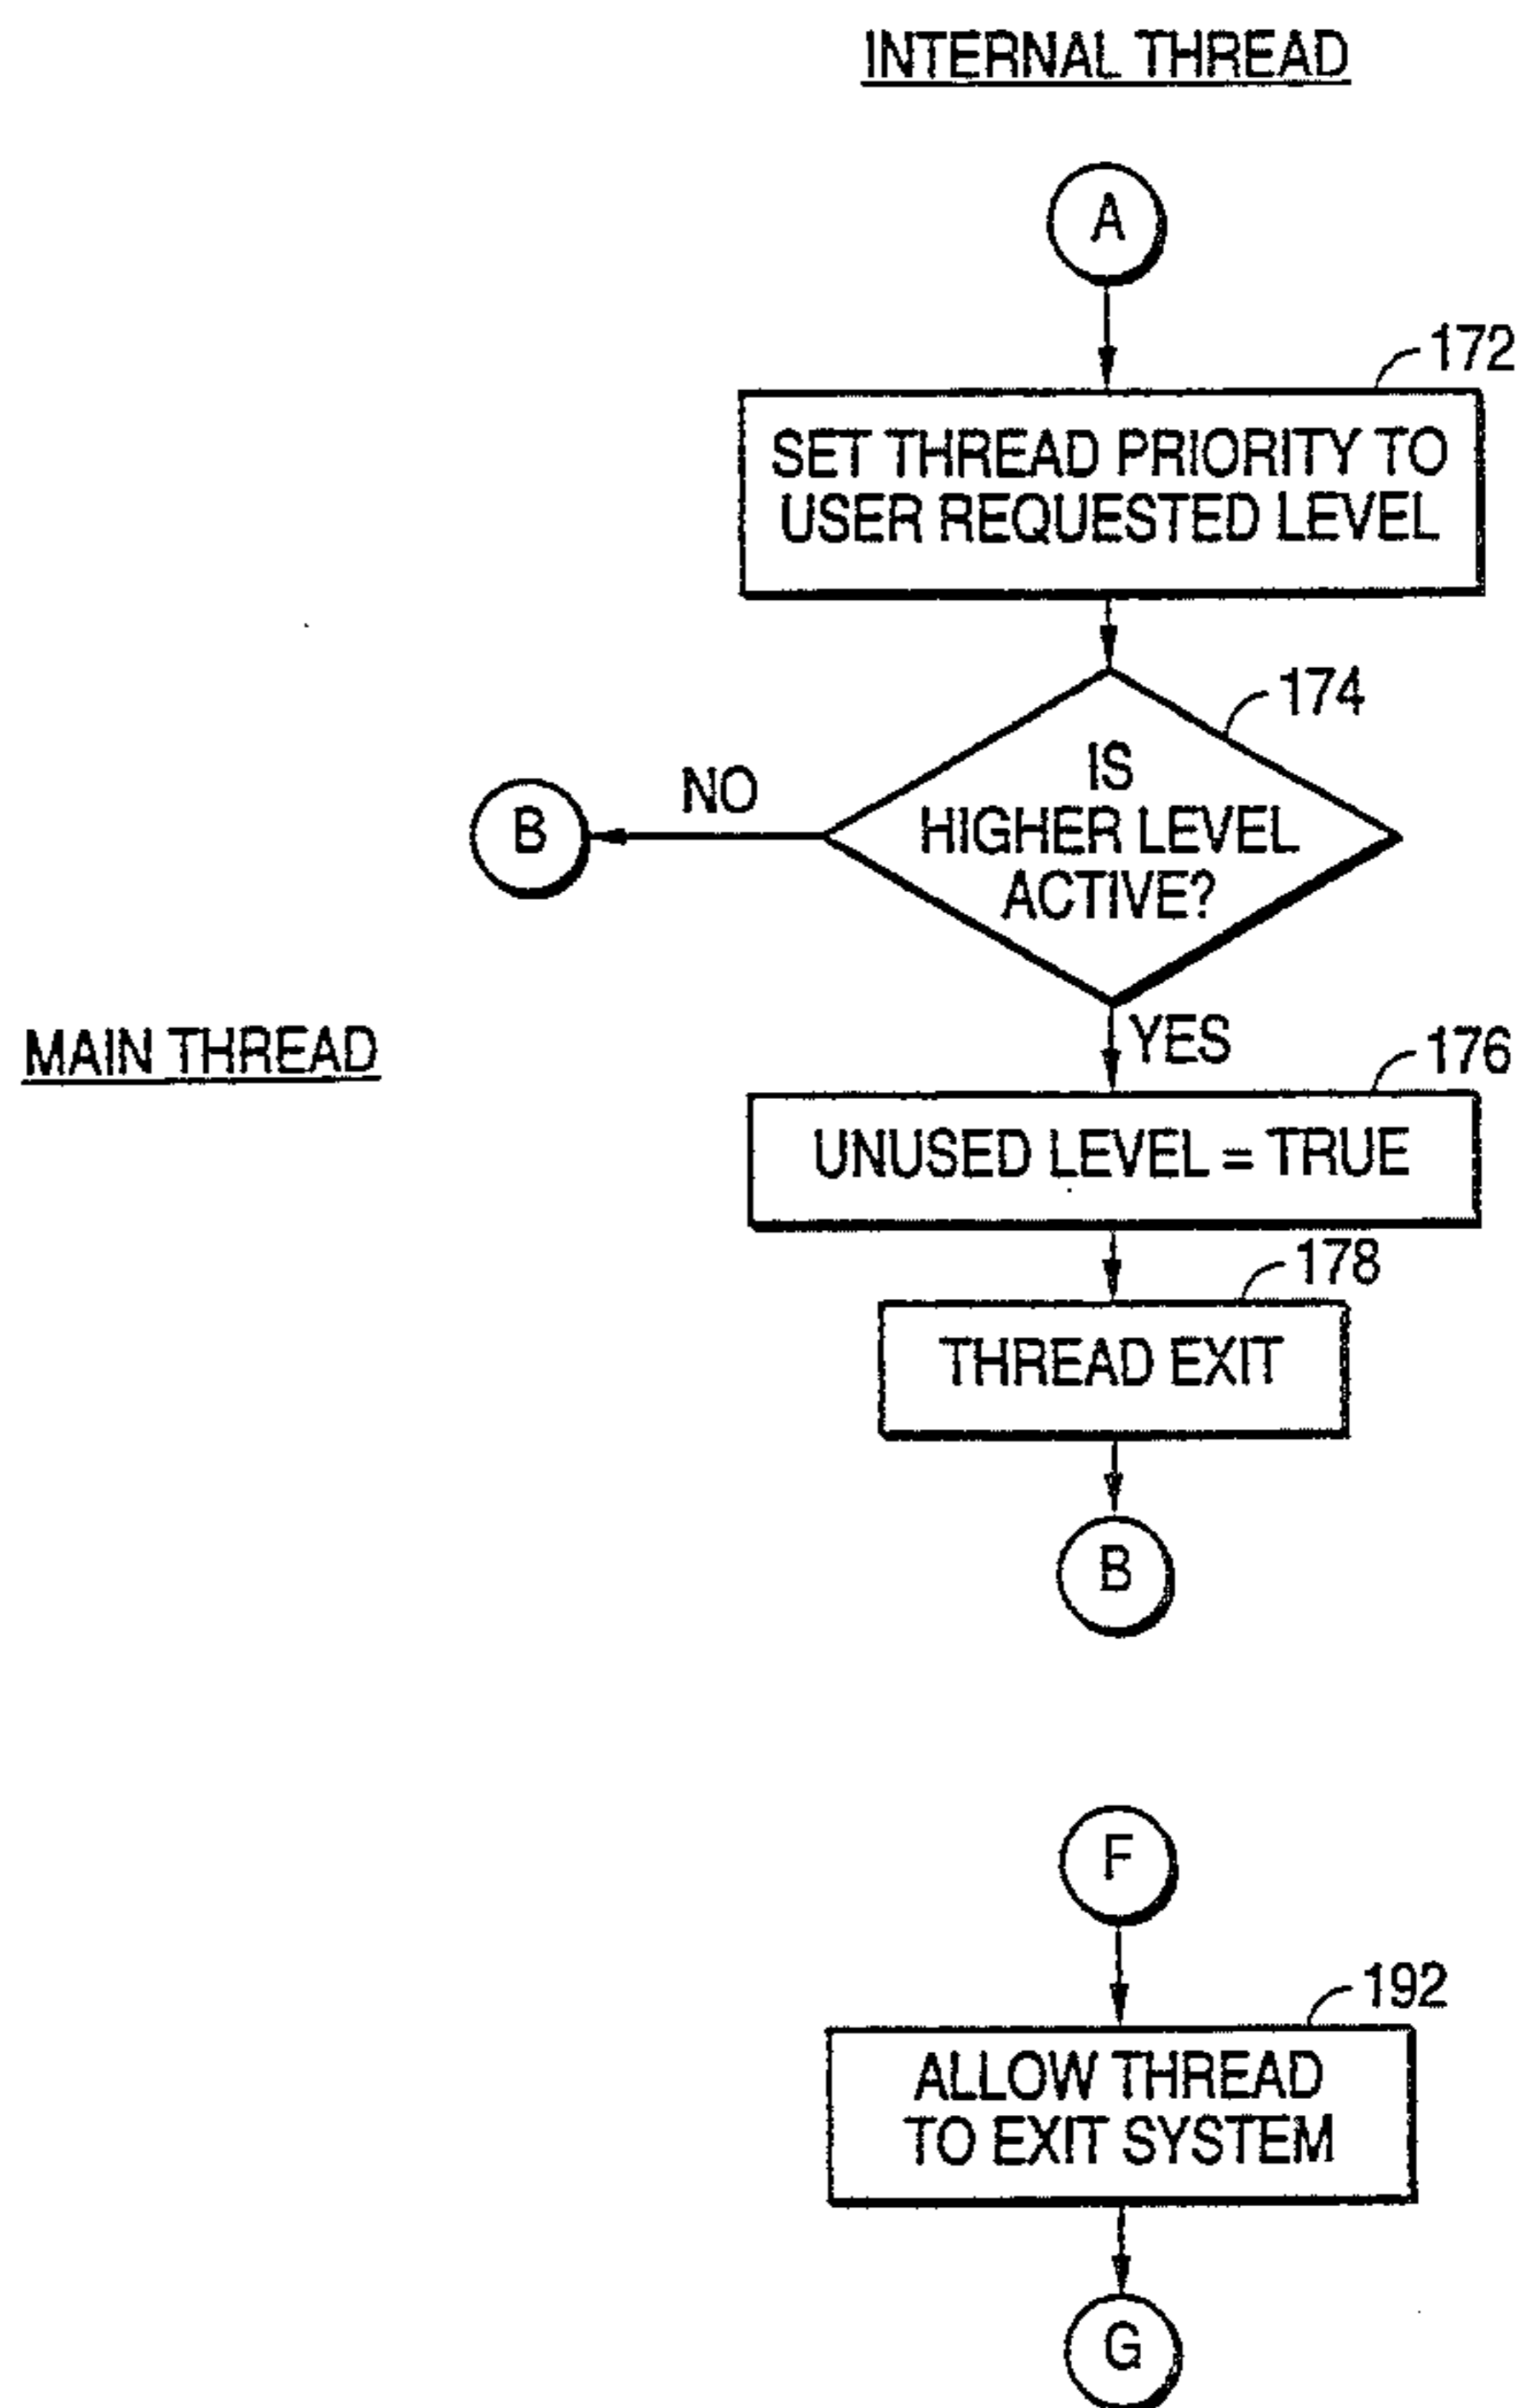 INTERNAL THREAD
A
172
SET THREAD PRIORITY TO
USER REQUESTED LEVEL
174
IS
HIGHER LEVEL
ACTIVE?
NO
B
YES
MAIN THREAD
176
UNUSED LEVEL = TRUE
178
THREAD EXIT
B
F
192
ALLOW THREAD
TO EXIT SYSTEM
G